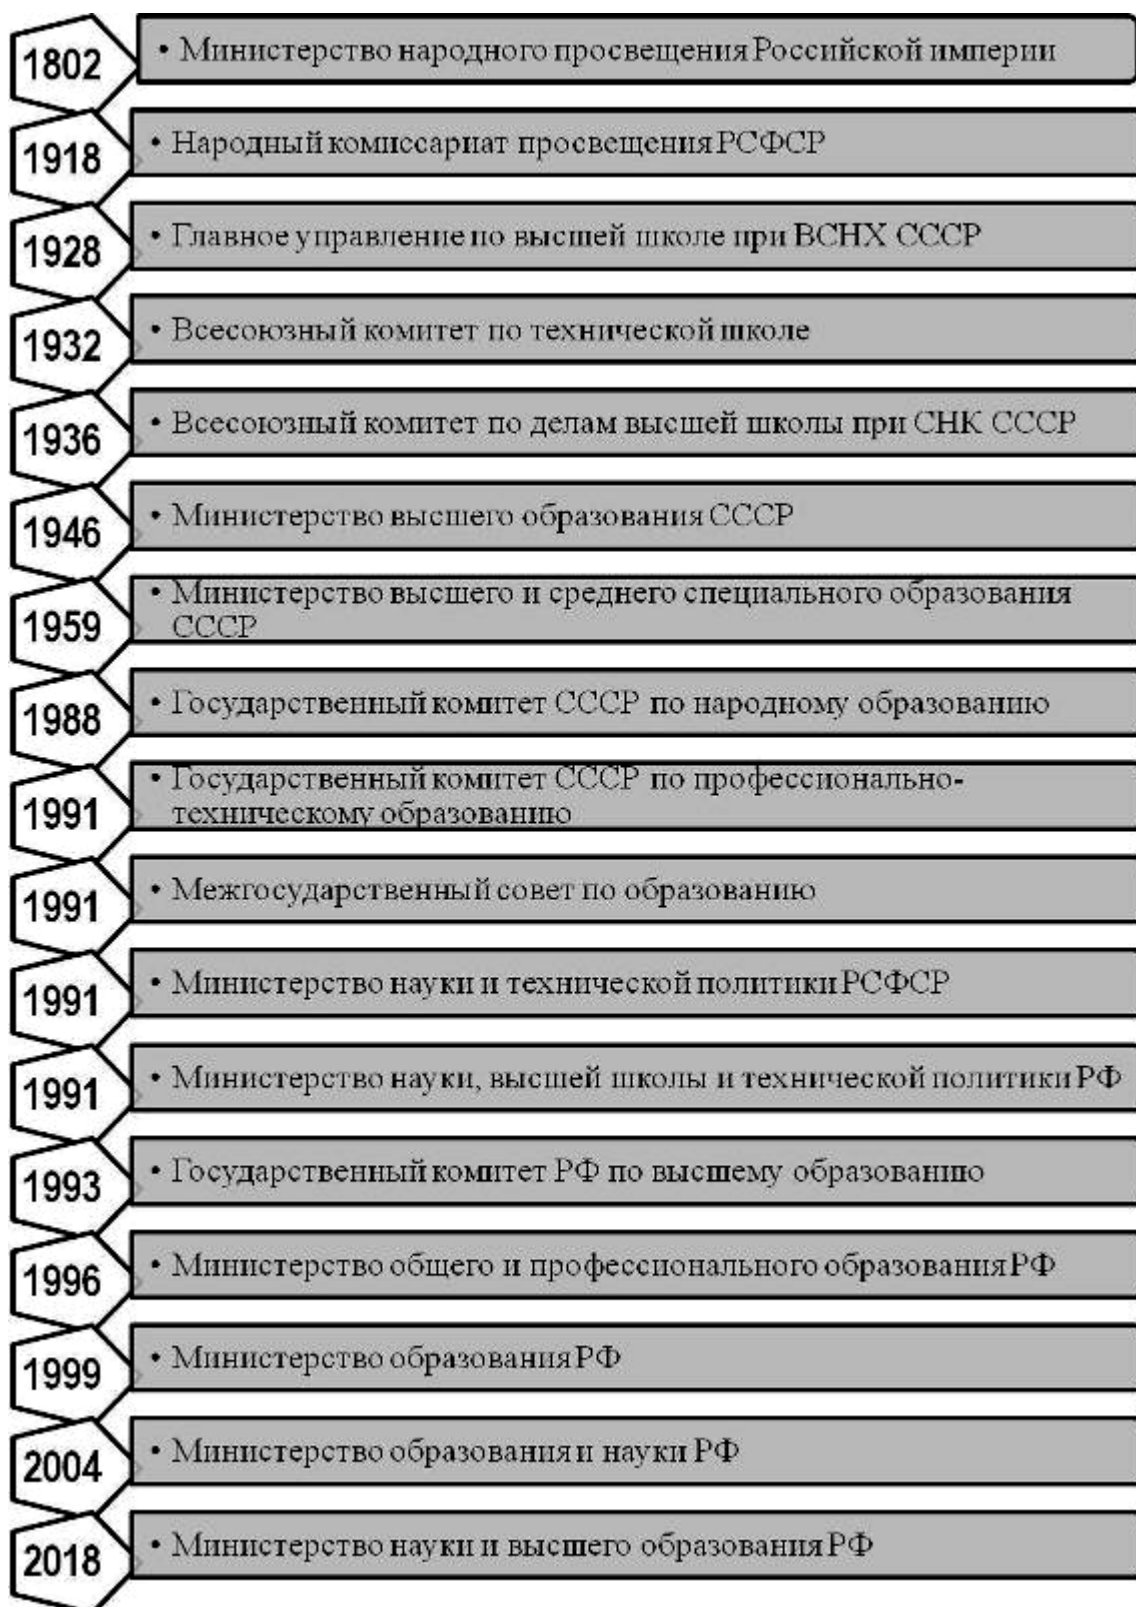 1802
• Министерство народного просвещения Российской империи
1918
• Народный комиссариат просвещения РСФСР
1928
• Главное управление по высшей школе при ВСНХ СССР
1932
• Всесоюзный комитет по технической школе
1936
• Всесоюзный комитет по делам высшей школы при СНК СССР
1946
• Министерство высшего образования СССР
1959
• Министерство высшего и среднего специального образования
СССР
1988
• Государственный комитет СССР по народному образованию
1991
• Государственный комитет СССР по профессионально-
техническому образованию
1991
• Межгосударственный совет по образованию
1991
• Министерство науки и технической политики РСФСР
1991
• Министерство науки, высшей школы и технической политики РФ
1993
• Государственный комитет РФ по высшему образованию
1996
• Министерство общего и профессионального образования РФ
1999
• Министерство образования РФ
2004
• Министерство образования и науки РФ
2018
• Министерство науки и высшего образования РФ